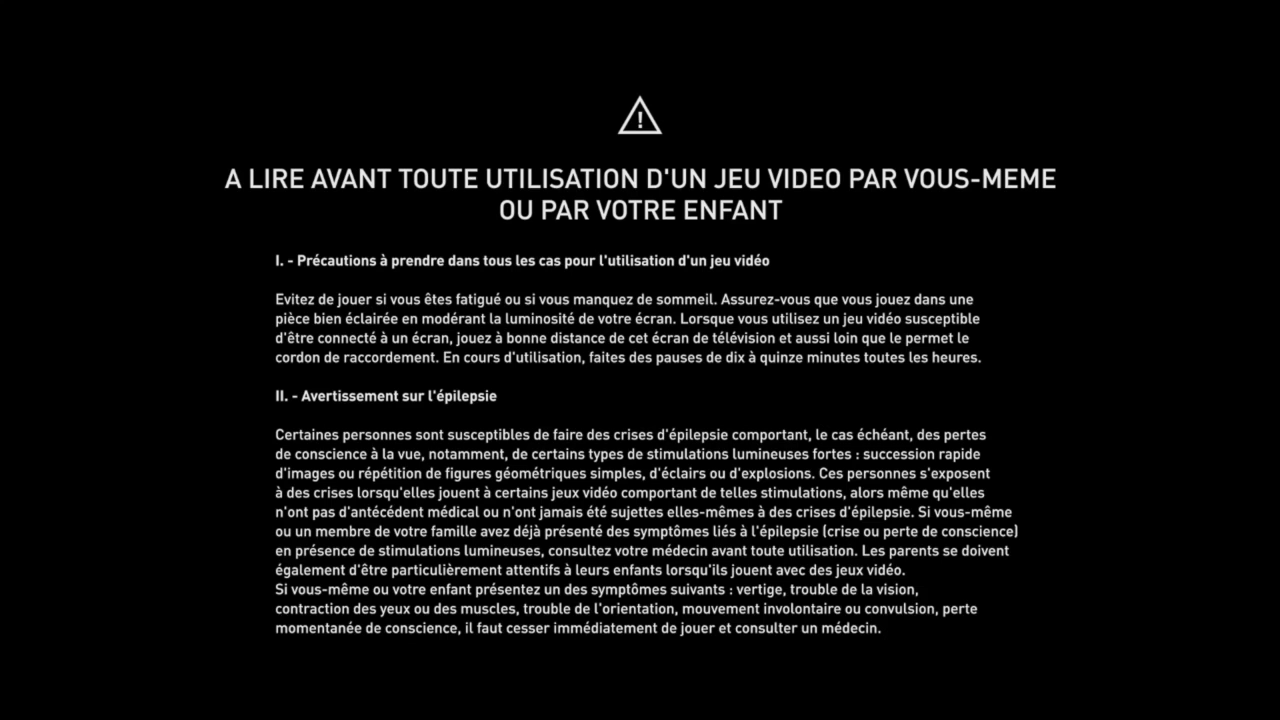 A LIRE AVANT TOUTE UTILISATION D'UN JEU VIDEO PAR VOUS-MEME
OU PAR VOTRE ENFANT
I. - Précautions à prendre dans tous les cas pour l'utilisation d'un jeu vidéo
Evitez de jouer si vous êtes fatigué ou si vous manquez de sommeil. Assurez-vous que vous jouez dans une
pièce bien éclairée en modérant la luminosité de votre écran. Lorsque vous utilisez un jeu vidéo susceptible
d'être connecté à un écran, jouez à bonne distance de cet écran de télévision et aussi loin que le permet le
cordon de raccordement. En cours d'utilisation, faites des pauses de dix à quinze minutes toutes les heures.
II. - Avertissement sur l'épilepsie
Certaines personnes sont susceptibles de faire des crises d'épilepsie comportant, le cas échéant, des pertes
de conscience à la vue, notamment, de certains types de stimulations lumineuses fortes : succession rapide
d'images ou répétition de figures géométriques simples, d'éclairs ou d'explosions. Ces personnes s'exposent
à des crises lorsqu'elles jouent à certains jeux vidéo comportant de telles stimulations, alors même qu'elles
n'ont pas d'antécédent médical ou n'ont jamais été sujettes elles-mêmes à des crises d'épilepsie. Si vous-même
ou un membre de votre famille avez déjà présenté des symptômes liés à l'épilepsie (crise ou perte de conscience)
en présence de stimulations lumineuses, consultez votre médecin avant toute utilisation. Les parents se doivent
également d'être particulièrement attentifs à leurs enfants lorsqu'ils jouent avec des jeux vidéo.
Si vous-même ou votre enfant présentez un des symptômes suivants : vertige, trouble de la vision,
contraction des yeux ou des muscles, trouble de l'orientation, mouvement involontaire ou convulsion, perte
momentanée de conscience, il faut cesser immédiatement de jouer et consulter un médecin.